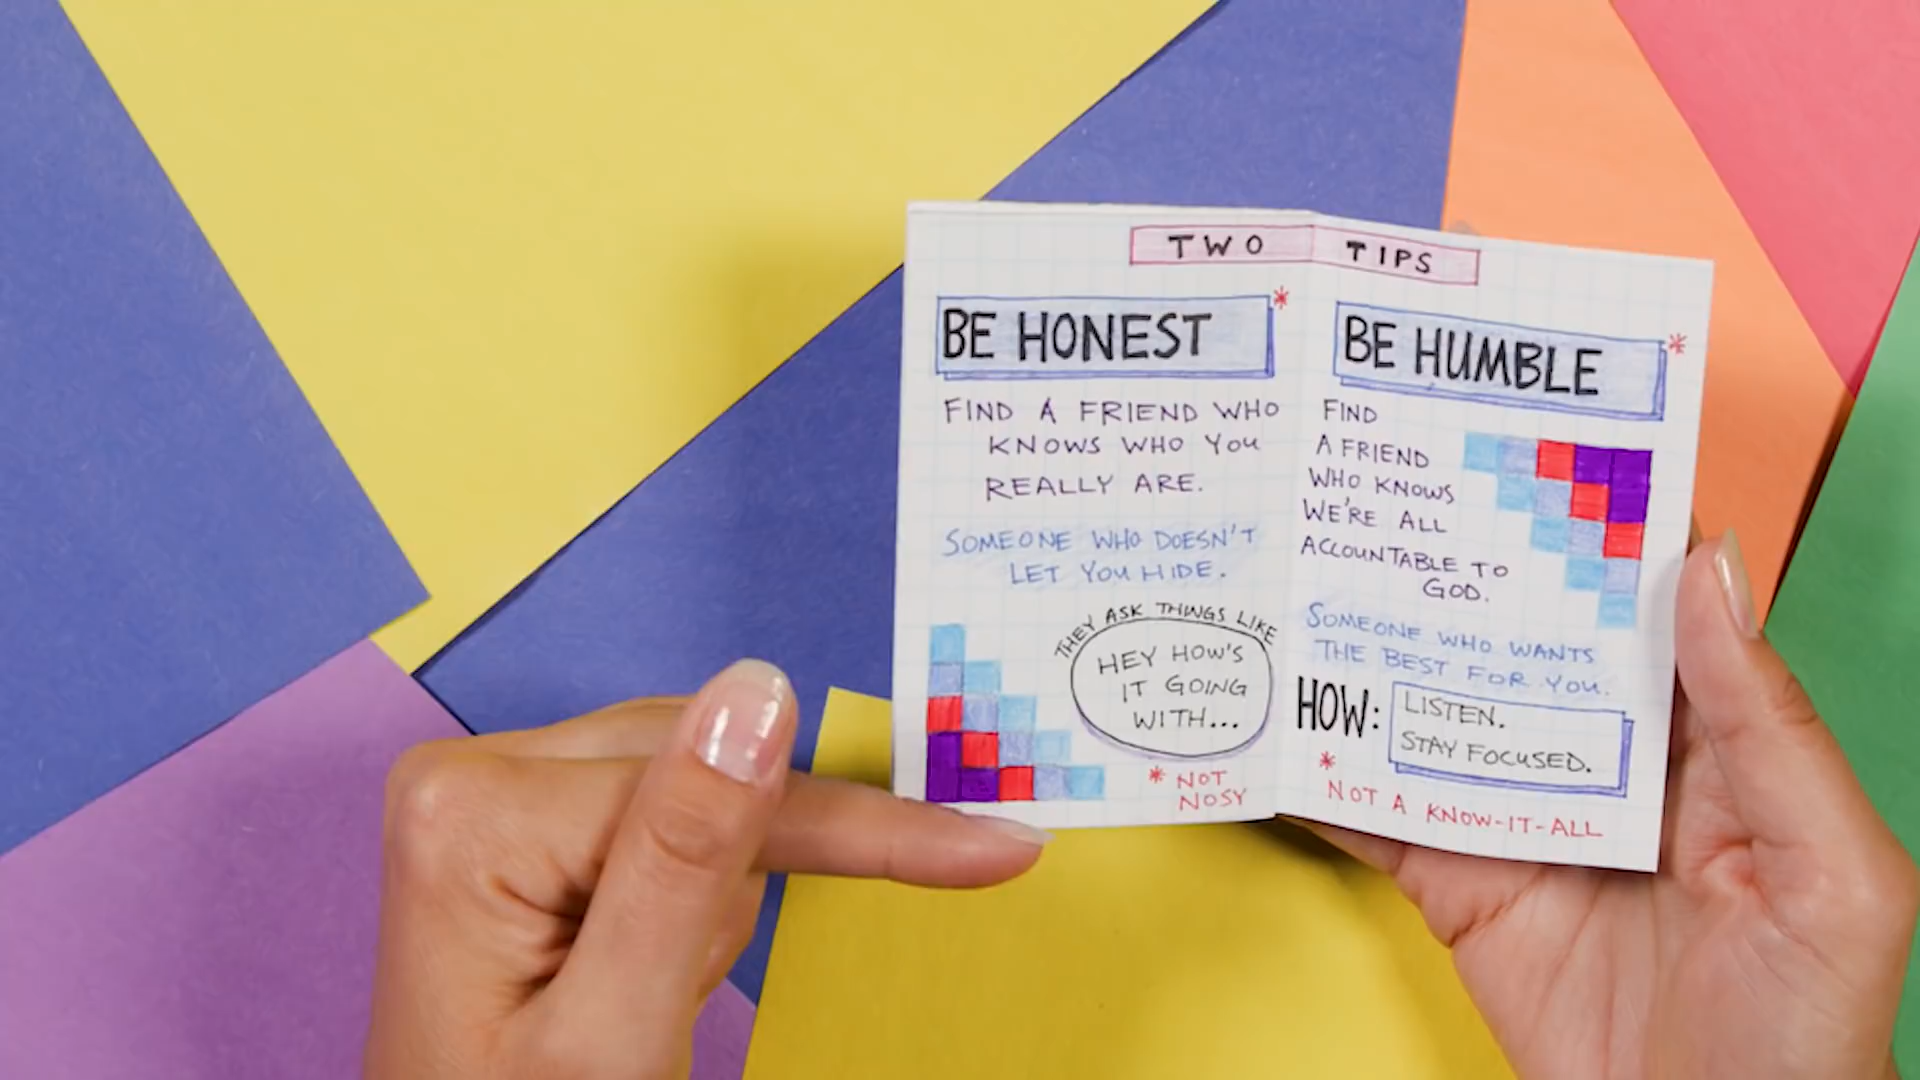 TWO TIPS
BE HONEST*
FIND A FRIEND WHO
KNOWS WHO YOU
REALLY ARE.
SOMEONE WHO DOESN'T
LET YOU HIDE.
THEY ASK THINGS LIKE
HEY HOW'S
IT GOING
WITH...
* NOT
NOSY
BE HUMBLE*
FIND
A FRIEND
WHO KNOWS
WE'RE ALL
ACCOUNTABLE TO
GOD.
SOMEONE WHO WANTS
THE BEST FOR YOU.
HOW:
LISTEN.
STAY FOCUSED.
*
NOT A KNOW-IT-ALL